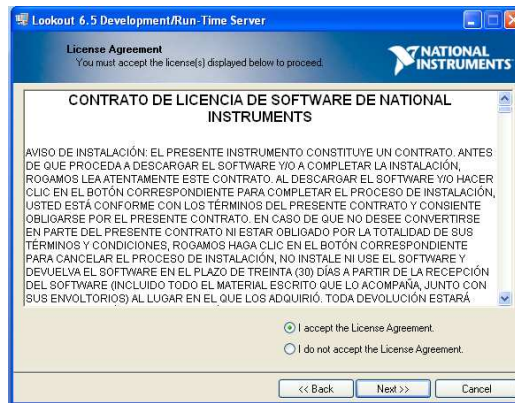 Lookout 6.5 Development/Run-Time Server
License Agreement
You must accept the license(s) displayed below to proceed.
NATIONAL
INSTRUMENTS
CONTRATO DE LICENCIA DE SOFTWARE DE NATIONAL
INSTRUMENTS
AVISO DE INSTALACIÓN: EL PRESENTE INSTRUMENTO CONSTITUYE UN CONTRATO. ANTES
DE QUE PROCEDA A DESCARGAR EL SOFTWARE Y/O A COMPLETAR LA INSTALACIÓN,
ROGAMOS LEA ATENTAMENTE ESTE CONTRATO. AL DESCARGAR EL SOFTWARE Y/O HACER
CLIC EN EL BOTÓN CORRESPONDIENTE PARA COMPLETAR EL PROCESO DE INSTALACIÓN,
USTED ESTÁ CONFORME CON LOS TÉRMINOS DEL PRESENTE CONTRATO Y CONSIENTE
OBLIGARSE POR EL PRESENTE CONTRATO. EN CASO DE QUE NO DESEE CONVERTIRSE
EN PARTE DEL PRESENTE CONTRATO NI ESTAR OBLIGADO POR LA TOTALIDAD DE SUS
TÉRMINOS Y CONDICIONES, ROGAMOS HAGA CLIC EN EL BOTÓN CORRESPONDIENTE
PARA CANCELAR EL PROCESO DE INSTALACIÓN, NO INSTALE NI USE EL SOFTWARE Y
DEVUELVA EL SOFTWARE EN EL PLAZO DE TREINTA (30) DÍAS A PARTIR DE LA RECEPCIÓN
DEL SOFTWARE (INCLUIDO TODO EL MATERIAL ESCRITO QUE LO ACOMPAÑA, JUNTO CON
SUS ENVOLTORIOS) AL LUGAR EN EL QUE LOS ADQUIRIÓ. TODA DEVOLUCIÓN ESTARÁ
I accept the License Agreement.
I do not accept the License Agreement.
<< Back
Next >>
Cancel